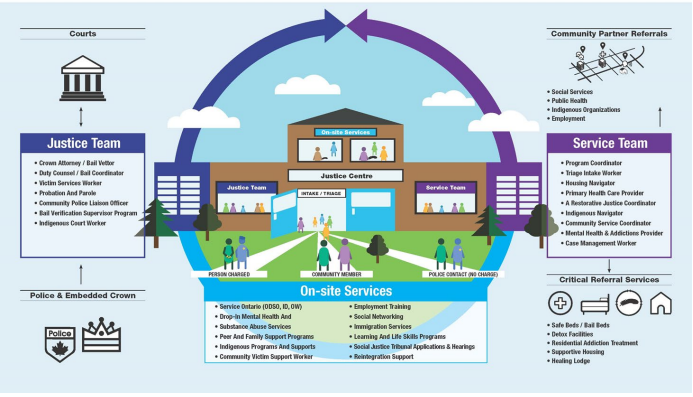 Courts
Justice Team
• Crown Attorney / Bail Vettor
• Duty Counsel / Bail Coordinator
• Victim Services Worker
• Probation And Parole
• Community Police Liaison Officer
• Bail Verification Supervisor Program
• Indigenous Court Worker
Police & Embedded Crown
Police
On-site Services
Justice Centre
Justice Team
INTAKE / TRIAGE
Service Team
PERSON CHARGED
COMMUNITY MEMBER
POLICE CONTACT (NO CHARGE)
On-site Services
• Service Ontario (ODSO, ID, OW)
• Drop-In Mental Health And
• Substance Abuse Services
• Peer And Family Support Programs
• Indigenous Programs And Supports
• Community Victim Support Worker
• Employment Training
• Social Networking
• Immigration Services
• Learning And Life Skills Programs
• Social Justice Tribunal Applications & Hearings
• Reintegration Support
Community Partner Referrals
• Social Services
• Public Health
• Indigenous Organizations
• Employment
Service Team
• Program Coordinator
• Triage Intake Worker
• Housing Navigator
• Primary Health Care Provider
• A Restorative Justice Coordinator
• Indigenous Navigator
• Community Service Coordinator
• Mental Health & Addictions Provider
• Case Management Worker
Critical Referral Services
• Safe Beds / Bail Beds
• Detox Facilities
• Residential Addiction Treatment
• Supportive Housing
• Healing Lodge